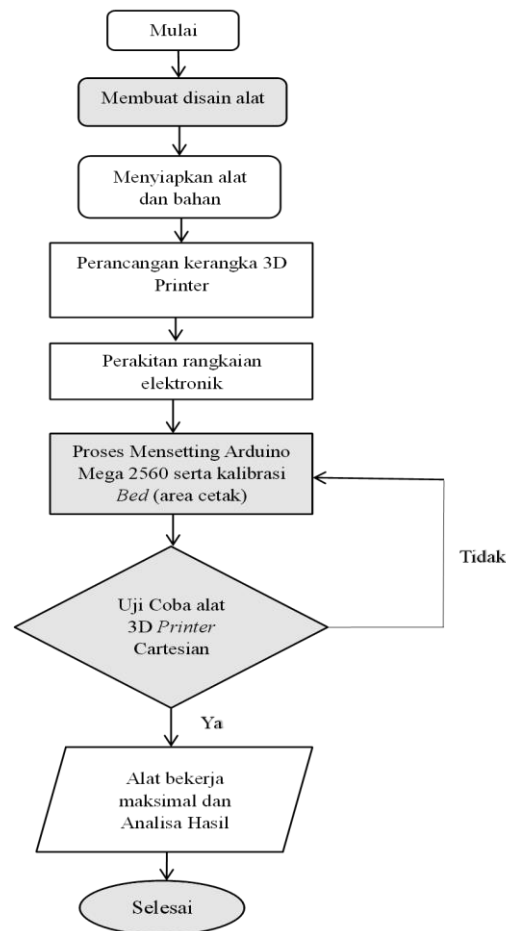 Mulai
Membuat disain alat
Menyiapkan alat
dan bahan
Perancangan kerangka 3D
Printer
Perakitan rangkaian
elektronik
Proses Mensetting Arduino
Mega 2560 serta kalibrasi
Bed (area cetak)
Tidak
Uji Coba alat
3D Printer
Cartesian
Ya
Alat bekerja
maksimal dan
Analisa Hasil
Selesai